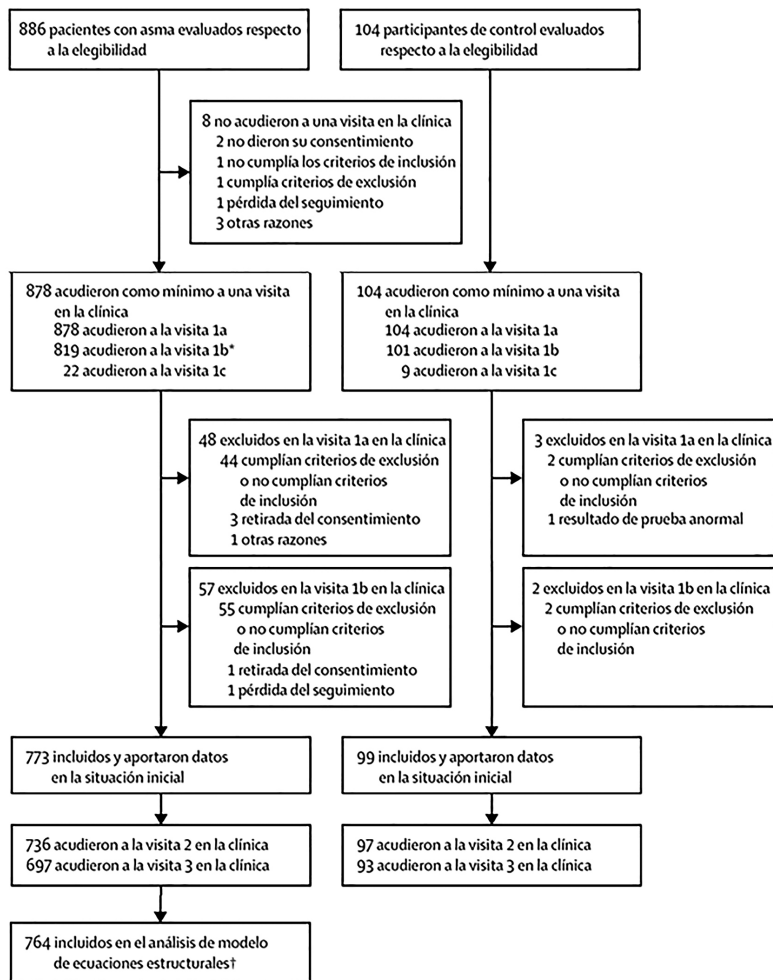 886 pacientes con asma evaluados respecto
a la elegibilidad
104 participantes de control evaluados
respecto a la elegibilidad
8 no acudieron a una visita en la clínica
2 no dieron su consentimiento
1 no cumplía los criterios de inclusión
1 cumplía criterios de exclusión
1 pérdida del seguimiento
3 otras razones
878 acudieron como mínimo a una visita
en la clínica
878 acudieron a la visita 1a
819 acudieron a la visita 1b*
22 acudieron a la visita 1c
104 acudieron como mínimo a una visita
en la clínica
104 acudieron a la visita 1a
101 acudieron a la visita 1b
9 acudieron a la visita 1c
48 excluidos en la visita 1a en la clínica
44 cumplían criterios de exclusión
o no cumplían criterios
de inclusión
3 retirada del consentimiento
1 otras razones
3 excluidos en la visita 1a en la clínica
2 cumplían criterios de exclusión
o no cumplían criterios
de inclusión
1 resultado de prueba anormal
57 excluidos en la visita 1b en la clínica
55 cumplían criterios de exclusión
o no cumplían criterios
de inclusión
1 retirada del consentimiento
1 pérdida del seguimiento
2 excluidos en la visita 1b en la clínica
2 cumplían criterios de exclusión
o no cumplían criterios
de inclusión
773 incluidos y aportaron datos
en la situación inicial
99 incluidos y aportaron datos
en la situación inicial
736 acudieron a la visita 2 en la clínica
697 acudieron a la visita 3 en la clínica
97 acudieron a la visita 2 en la clínica
93 acudieron a la visita 3 en la clínica
764 incluidos en el análisis de modelo
de ecuaciones estructurales†